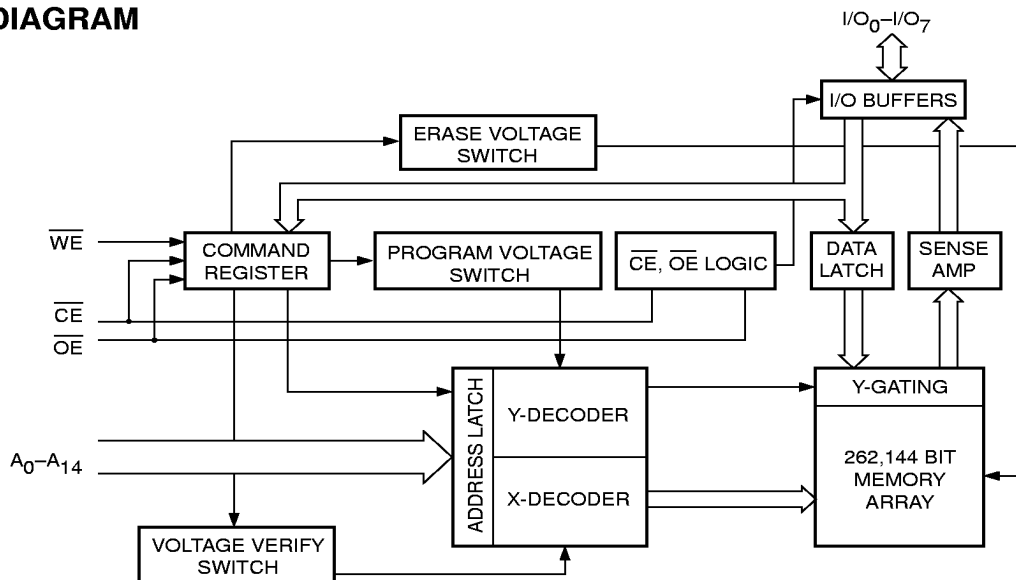 DIAGRAM
I/O0–I/O7
I/O BUFFERS
ERASE VOLTAGE
SWITCH
WE
COMMAND
REGISTER
PROGRAM VOLTAGE
SWITCH
CE, OE LOGIC
DATA
LATCH
SENSE
AMP
CE
OE
ADDRESS LATCH
Y-DECODER
X-DECODER
Y-GATING
262,144 BIT
MEMORY
ARRAY
A0–A14
VOLTAGE VERIFY
SWITCH